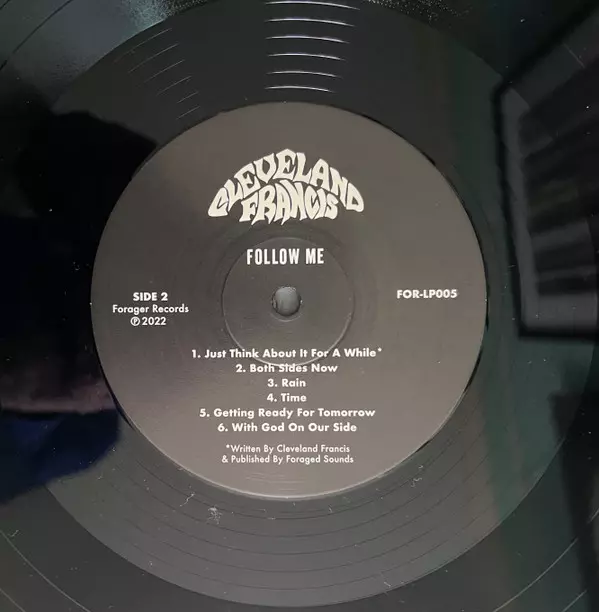 CLEVELAND
FRANCIS
FOLLOW ME
SIDE 2
Forager Records
℗ 2022
FOR-LP005
1. Just Think About It For A While*
2. Both Sides Now
3. Rain
4. Time
5. Getting Ready For Tomorrow
6. With God On Our Side
*Written By Cleveland Francis
& Published By Foraged Sounds